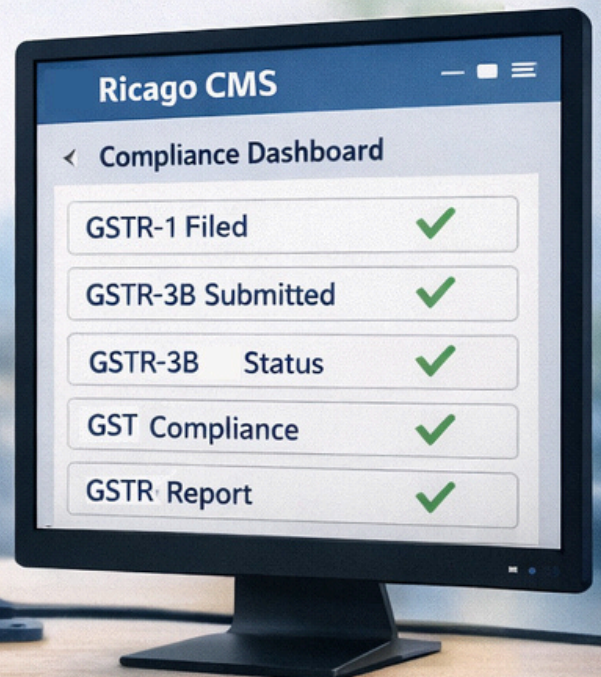 Ricago CMS
Compliance Dashboard
GSTR-1 Filed
GSTR-3B Submitted
GSTR-3B Status
GST Compliance
GSTR Report